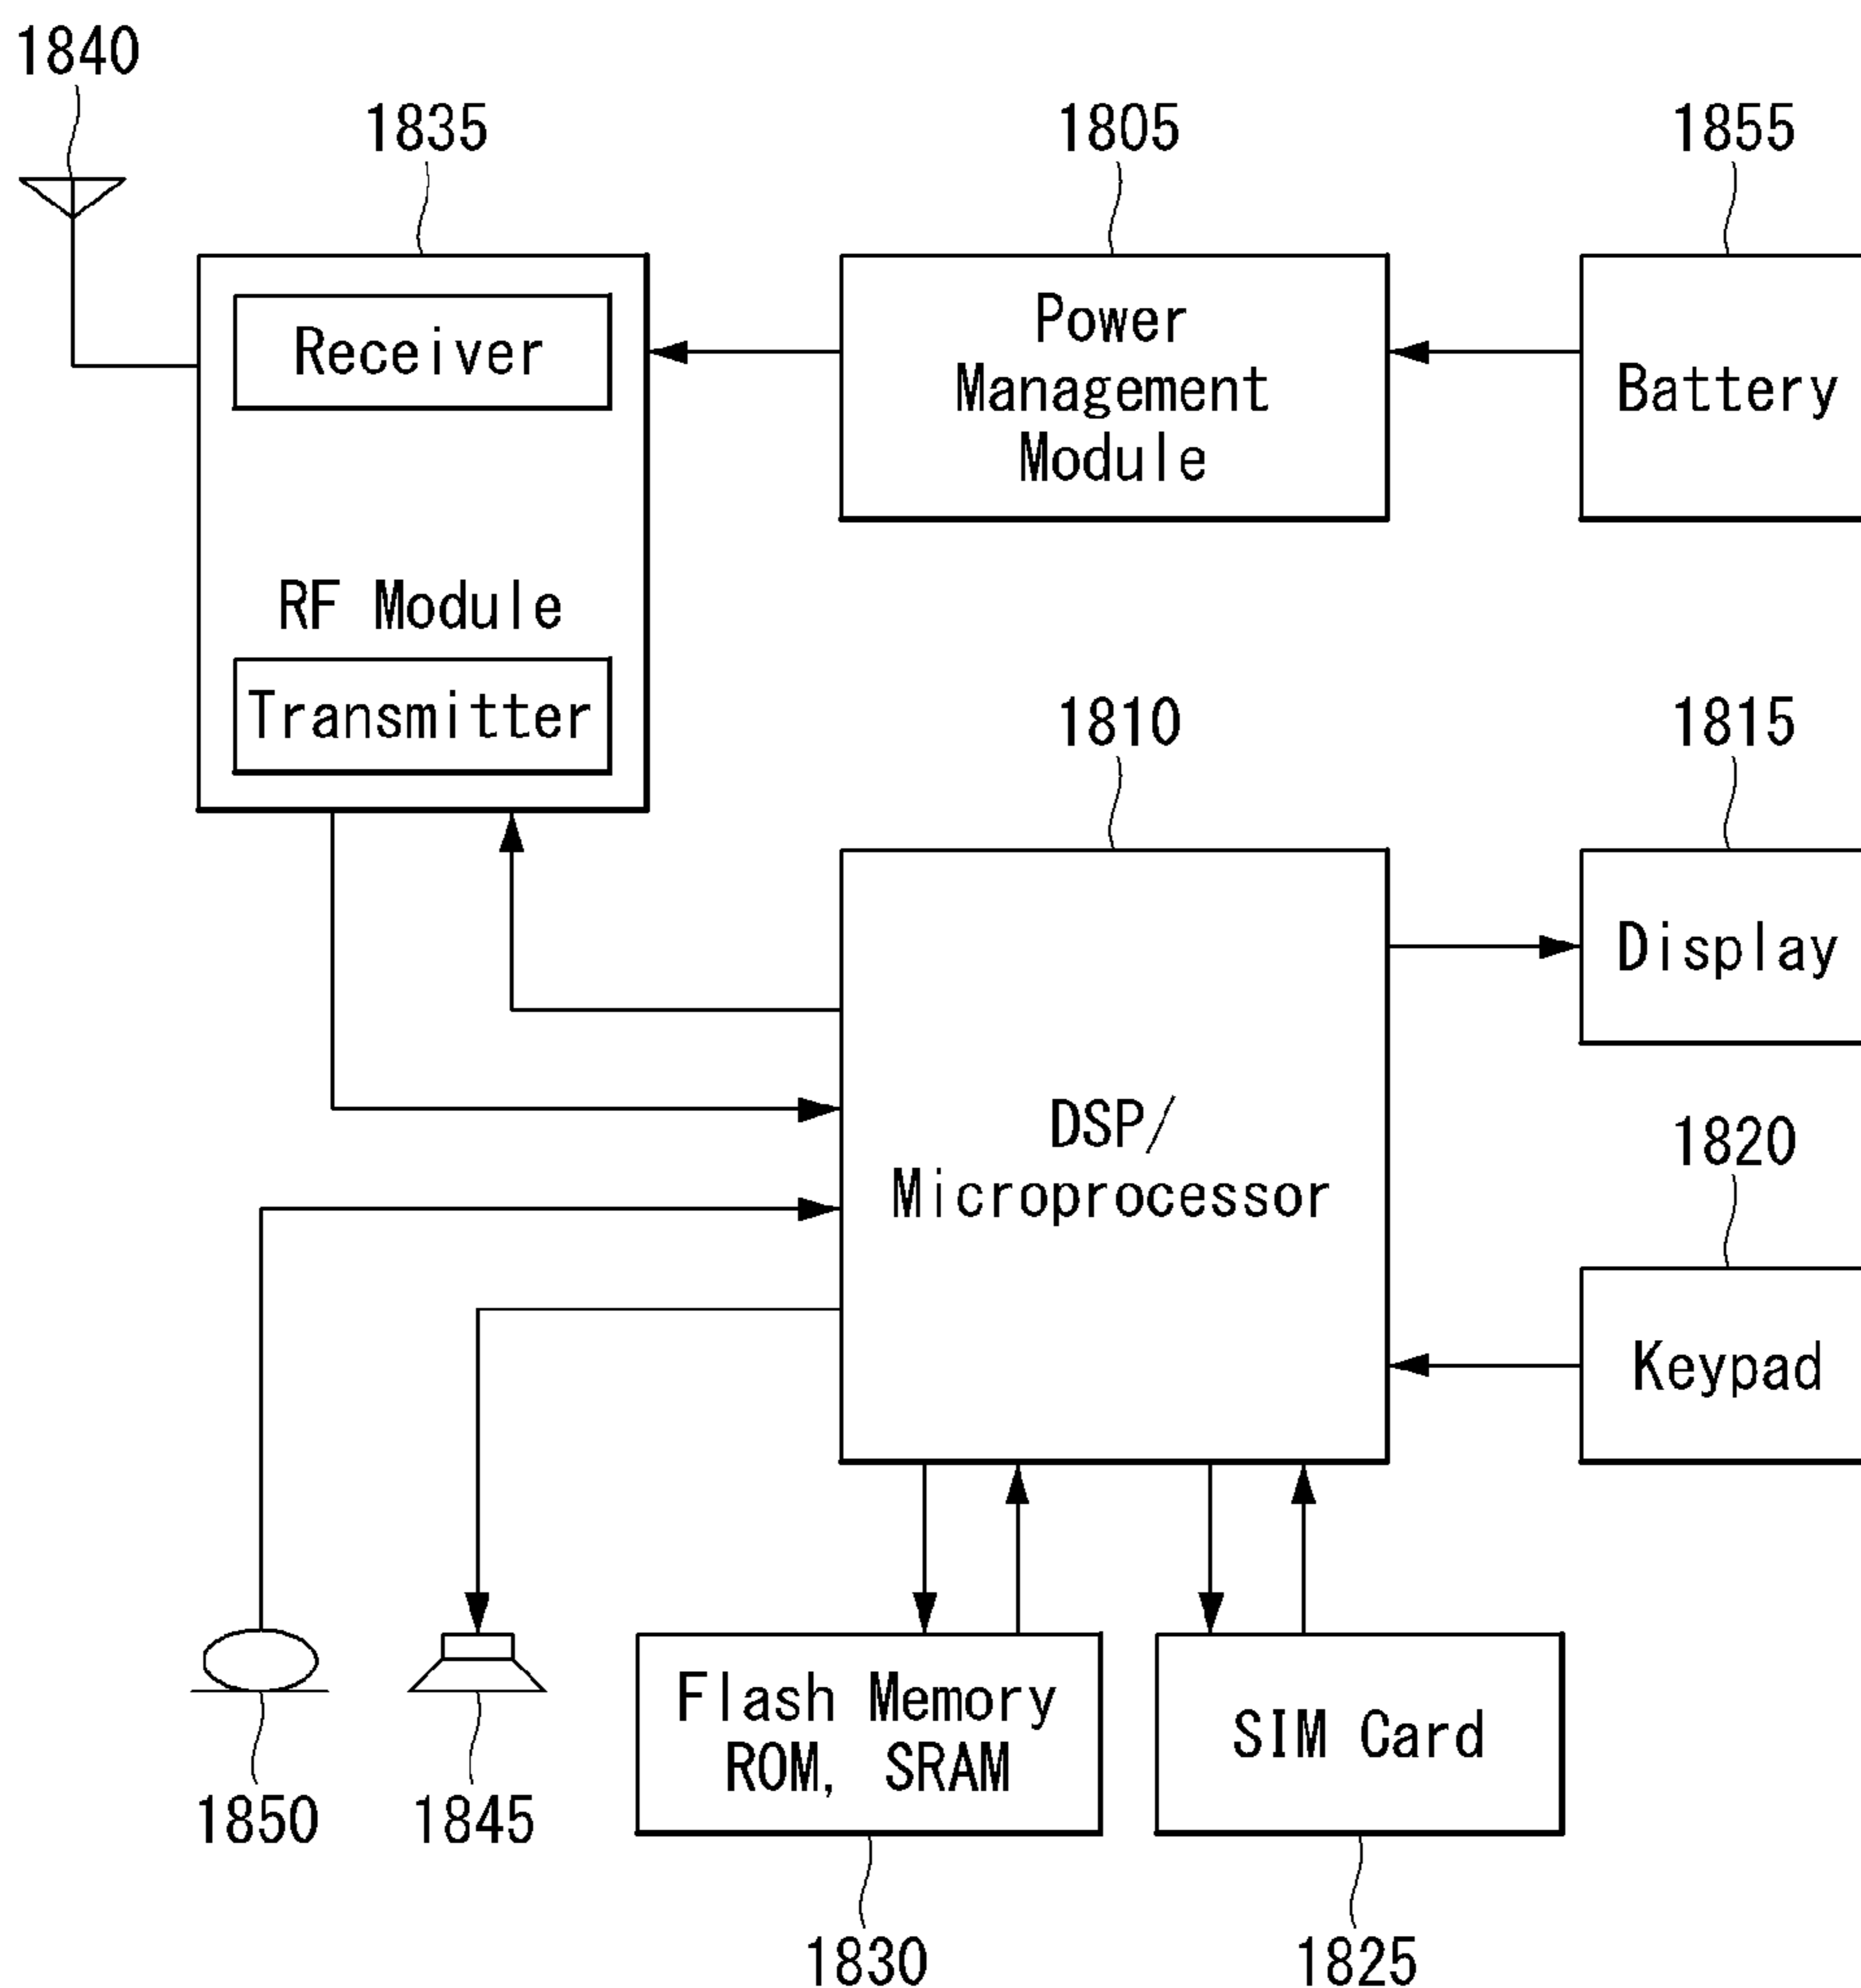 1840
1835
1805
1855
Receiver
RF Module
Transmitter
Power
Management
Module
Battery
1810
1815
DSP/
Microprocessor
Display
1820
Keypad
Flash Memory
ROM, SRAM
SIM Card
1850
1845
1830
1825